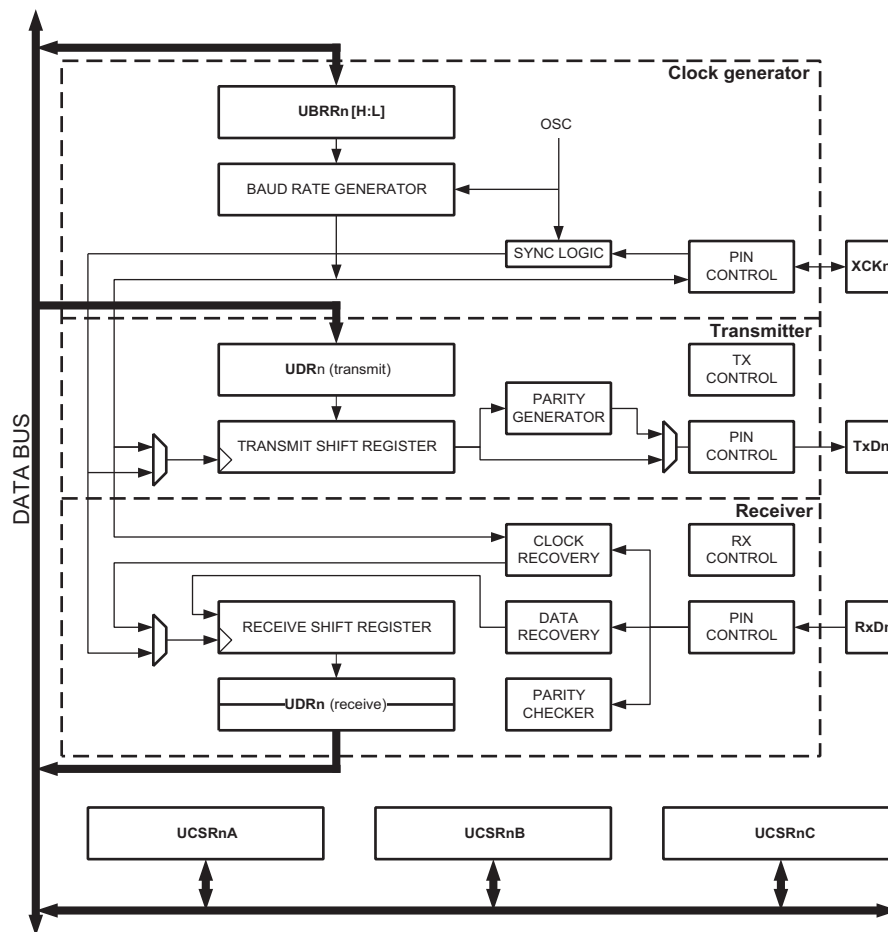 Clock generator
UBRRn [H:L]
OSC
BAUD RATE GENERATOR
SYNC LOGIC
PIN
CONTROL
XCKn
Transmitter
UDRn (transmit)
TX
CONTROL
PARITY
GENERATOR
TRANSMIT SHIFT REGISTER
PIN
CONTROL
TxDn
DATA BUS
Receiver
CLOCK
RECOVERY
RX
CONTROL
RECEIVE SHIFT REGISTER
DATA
RECOVERY
PIN
CONTROL
RxDn
UDRn (receive)
PARITY
CHECKER
UCSRnA
UCSRnB
UCSRnC